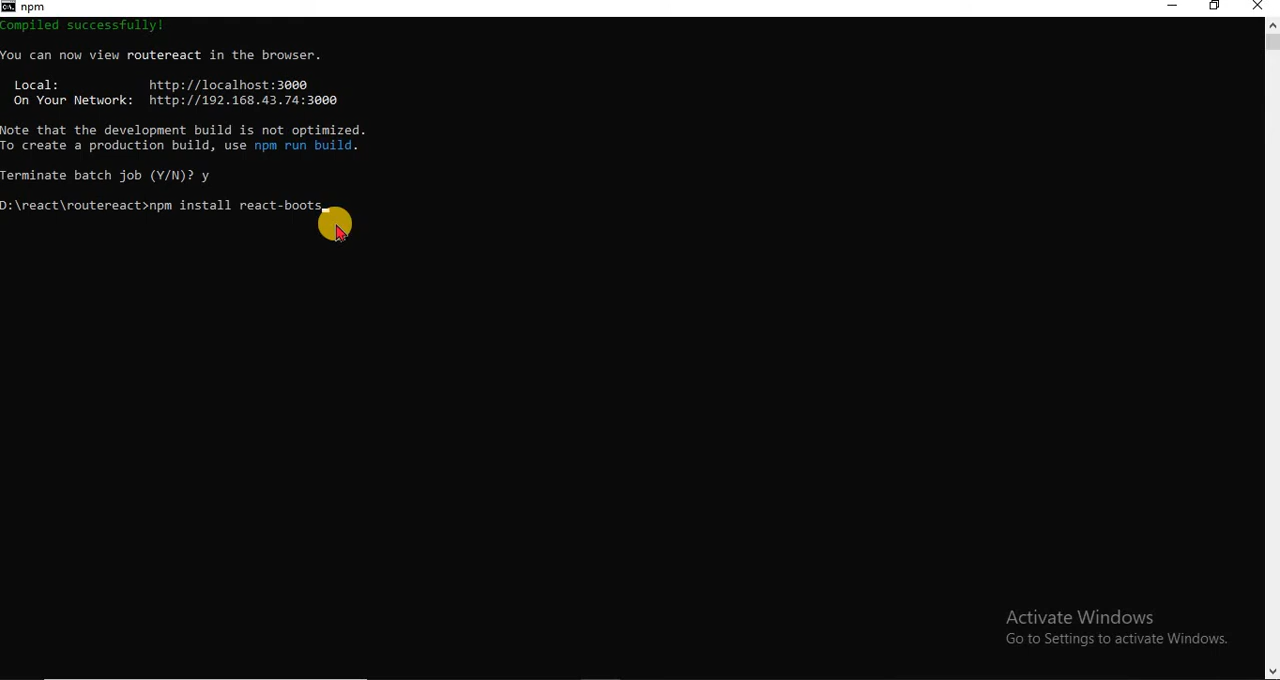 npm
Compiled successfully!
You can now view routereact in the browser.
Local: http://localhost:3000
On Your Network: http://192.168.43.74:3000
Note that the development build is not optimized.
To create a production build, use npm run build.
Terminate batch job (Y/N)? y
D:\react\routereact>npm install react-boots_
Activate Windows
Go to Settings to activate Windows.